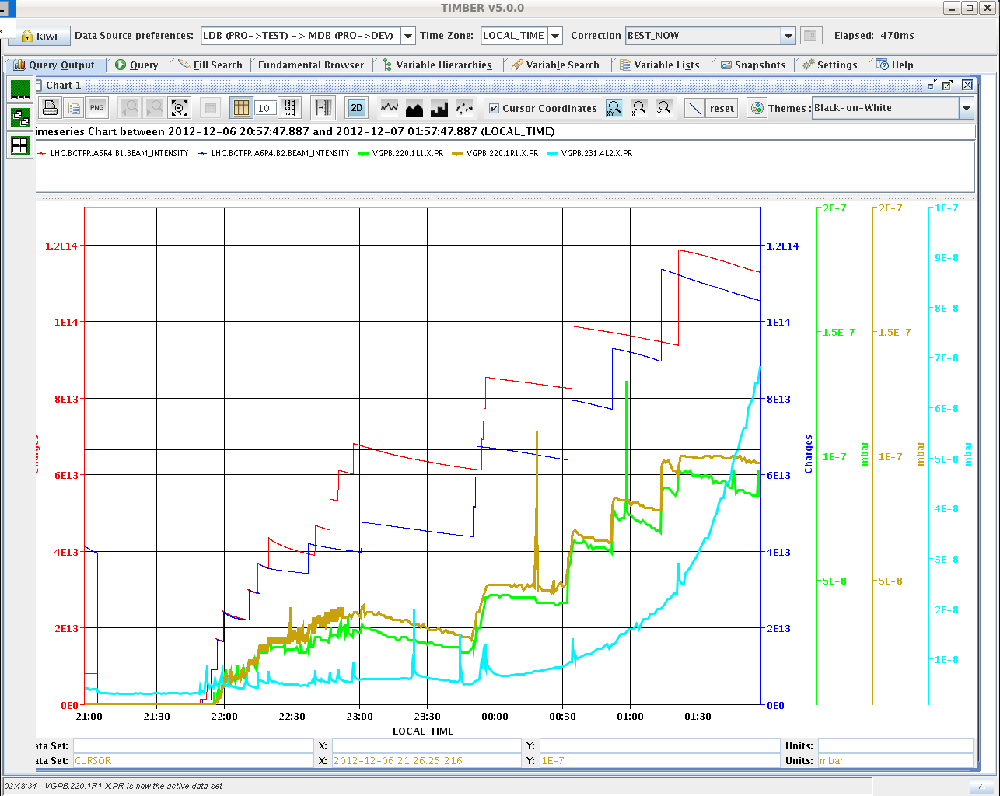 TIMBER v5.0.0
kiwi Data Source preferences: LDB (PRO->TEST) -> MDB (PRO->DEV) Time Zone: LOCAL_TIME Correction BEST_NOW Elapsed: 470ms
Query Output Query Fill Search Fundamental Browser Variable Hierarchies Variable Search Variable Lists Snapshots Settings Help
Chart 1
PNG 10 2D Cursor Coordinates XY X Y reset Themes: Black-on-White
imeseries Chart between 2012-12-06 20:57:47.887 and 2012-12-07 01:57:47.887 (LOCAL_TIME)
LHC.BCTFR.A6R4.B1:BEAM_INTENSITY LHC.BCTFR.A6R4.B2:BEAM_INTENSITY VGPB.220.1L1.X.PR VGPB.220.1R1.X.PR VGPB.231.4L2.X.PR
2E-7 2E-7 1E-7
1.2E14 1.2E14 9E-8
8E-8
1E14 1E14 1.5E-7 1.5E-7
7E-8
8E13 8E13 6E-8
Charges Charges mbar mbar mbar
1E-7 1E-7 5E-8
6E13 6E13
4E-8
4E13 4E13 3E-8
5E-8 5E-8
2E-8
2E13 2E13
1E-8
0E0 0E0
21:00 21:30 22:00 22:30 23:00 23:30 00:00 00:30 01:00 01:30
LOCAL_TIME
ata Set: X: Y: Units:
ata Set: CURSOR X: 2012-12-06 21:26:25.216 Y: 1E-7 Units: mbar
02:48:34 - VGPB.220.1R1.X.PR is now the active data set